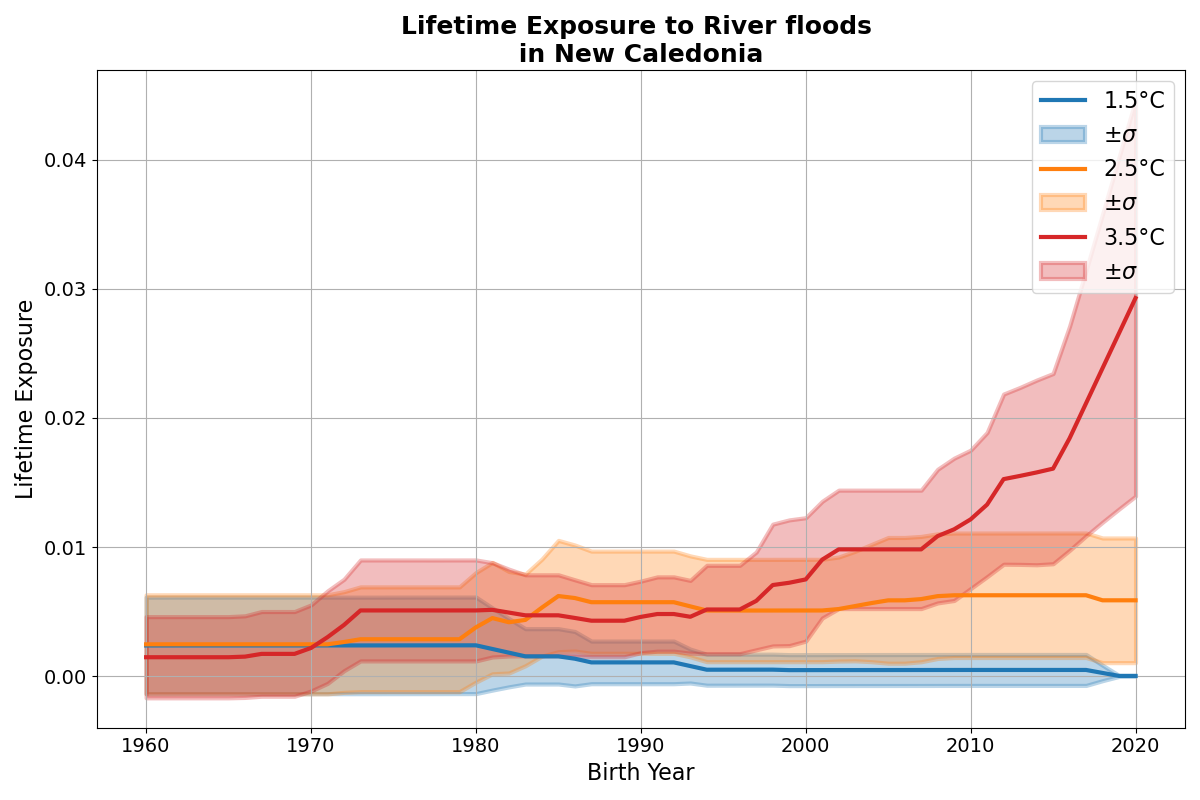 Lifetime Exposure to River floods
in New Caledonia
1.5°C
±σ
2.5°C
±σ
3.5°C
±σ
0.04
0.03
0.02
0.01
0.00
Lifetime Exposure
1960 1970 1980 1990 2000 2010 2020
Birth Year